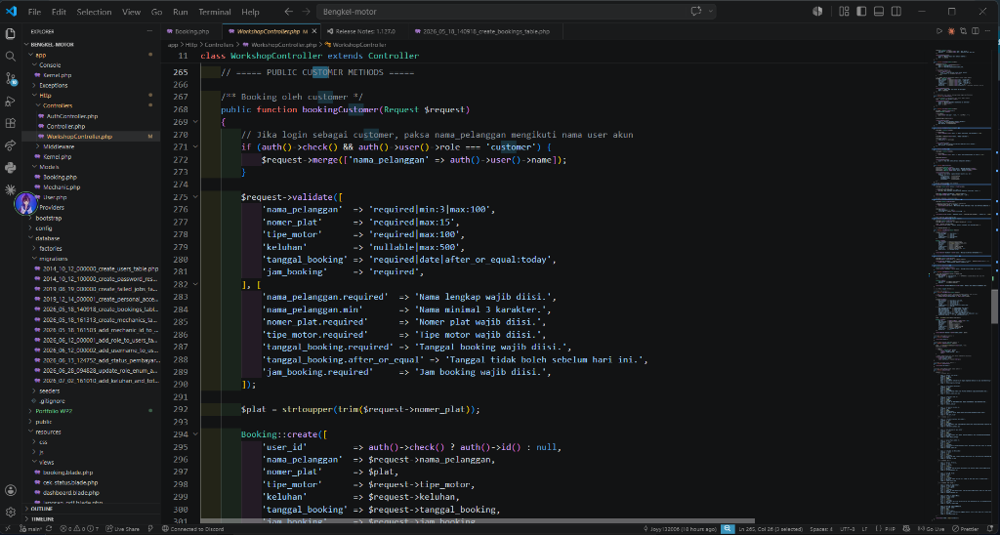 File Edit Selection View Go Run Terminal Help
Bengkel-motor
EXPLORER
Booking.php
WorkshopController.php M
Release Notes: 1.127.0
2026_05_18_140918_create_bookings_table.php
app > Http > Controllers > WorkshopController.php > WorkshopController
BENGKEL-MOTOR
app
Console
Kernel.php
Exceptions
Http
Controllers
AuthController.php
Controller.php
WorkshopController.php M
Middleware
Kernel.php
Models
Booking.php
Mechanic.php
User.php
Providers
bootstrap
config
database
factories
migrations
2014_10_12_000000_create_users_table.php
2014_10_12_100000_create_password_res...
2019_08_19_000000_create_failed_jobs_ta...
2019_12_14_000001_create_personal_acce...
2026_05_18_140918_create_bookings_tabl...
2026_05_18_161313_create_mechanics_ta...
2026_05_18_161503_add_mechanic_id_to_...
2026_06_12_000001_add_role_to_users_ta...
2026_06_12_000002_add_username_to_us...
2026_06_13_124752_add_status_pembayar...
2026_06_28_094828_update_role_enum_a...
2026_07_02_161010_add_keluhan_and_tot...
seeders
.gitignore
Portfolio WP2
public
resources
css
js
views
booking.blade.php
cek-status.blade.php
dashboard.blade.php
OUTLINE
TIMELINE
11 class WorkshopController extends Controller
265 // ===== PUBLIC CUSTOMER METHODS =====
266
267 /** Booking oleh customer */
268 public function bookingCustomer(Request $request)
269 {
270 // Jika login sebagai customer, paksa nama_pelanggan mengikuti nama user akun
271 if (auth()->check() && auth()->user()->role === 'customer') {
272 $request->merge(['nama_pelanggan' => auth()->user()->name]);
273 }
274
275 $request->validate([
276 'nama_pelanggan' => 'required|min:3|max:100',
277 'nomer_plat' => 'required|max:15',
278 'tipe_motor' => 'required|max:100',
279 'keluhan' => 'nullable|max:500',
280 'tanggal_booking' => 'required|date|after_or_equal:today',
281 'jam_booking' => 'required',
282 ], [
283 'nama_pelanggan.required' => 'Nama lengkap wajib diisi.',
284 'nama_pelanggan.min' => 'Nama minimal 3 karakter.',
285 'nomer_plat.required' => 'Nomer plat wajib diisi.',
286 'tipe_motor.required' => 'Tipe motor wajib diisi.',
287 'tanggal_booking.required' => 'Tanggal booking wajib diisi.',
288 'tanggal_booking.after_or_equal' => 'Tanggal tidak boleh sebelum hari ini.',
289 'jam_booking.required' => 'Jam booking wajib diisi.',
290 ]);
291
292 $plat = strtoupper(trim($request->nomer_plat));
293
294 Booking::create([
295 'user_id' => auth()->check() ? auth()->id() : null,
296 'nama_pelanggan' => $request->nama_pelanggan,
297 'nomer_plat' => $plat,
298 'tipe_motor' => $request->tipe_motor,
299 'keluhan' => $request->keluhan,
300 'tanggal_booking' => $request->tanggal_booking,
301 'jam_booking' => $request->jam_booking
main* 0 0 7 Live Share Connected to Discord
(18 hours ago) Ln 265, Col 26 (3 selected) Spaces: 4 UTF-8 LF {} PHP Go Live Prettier